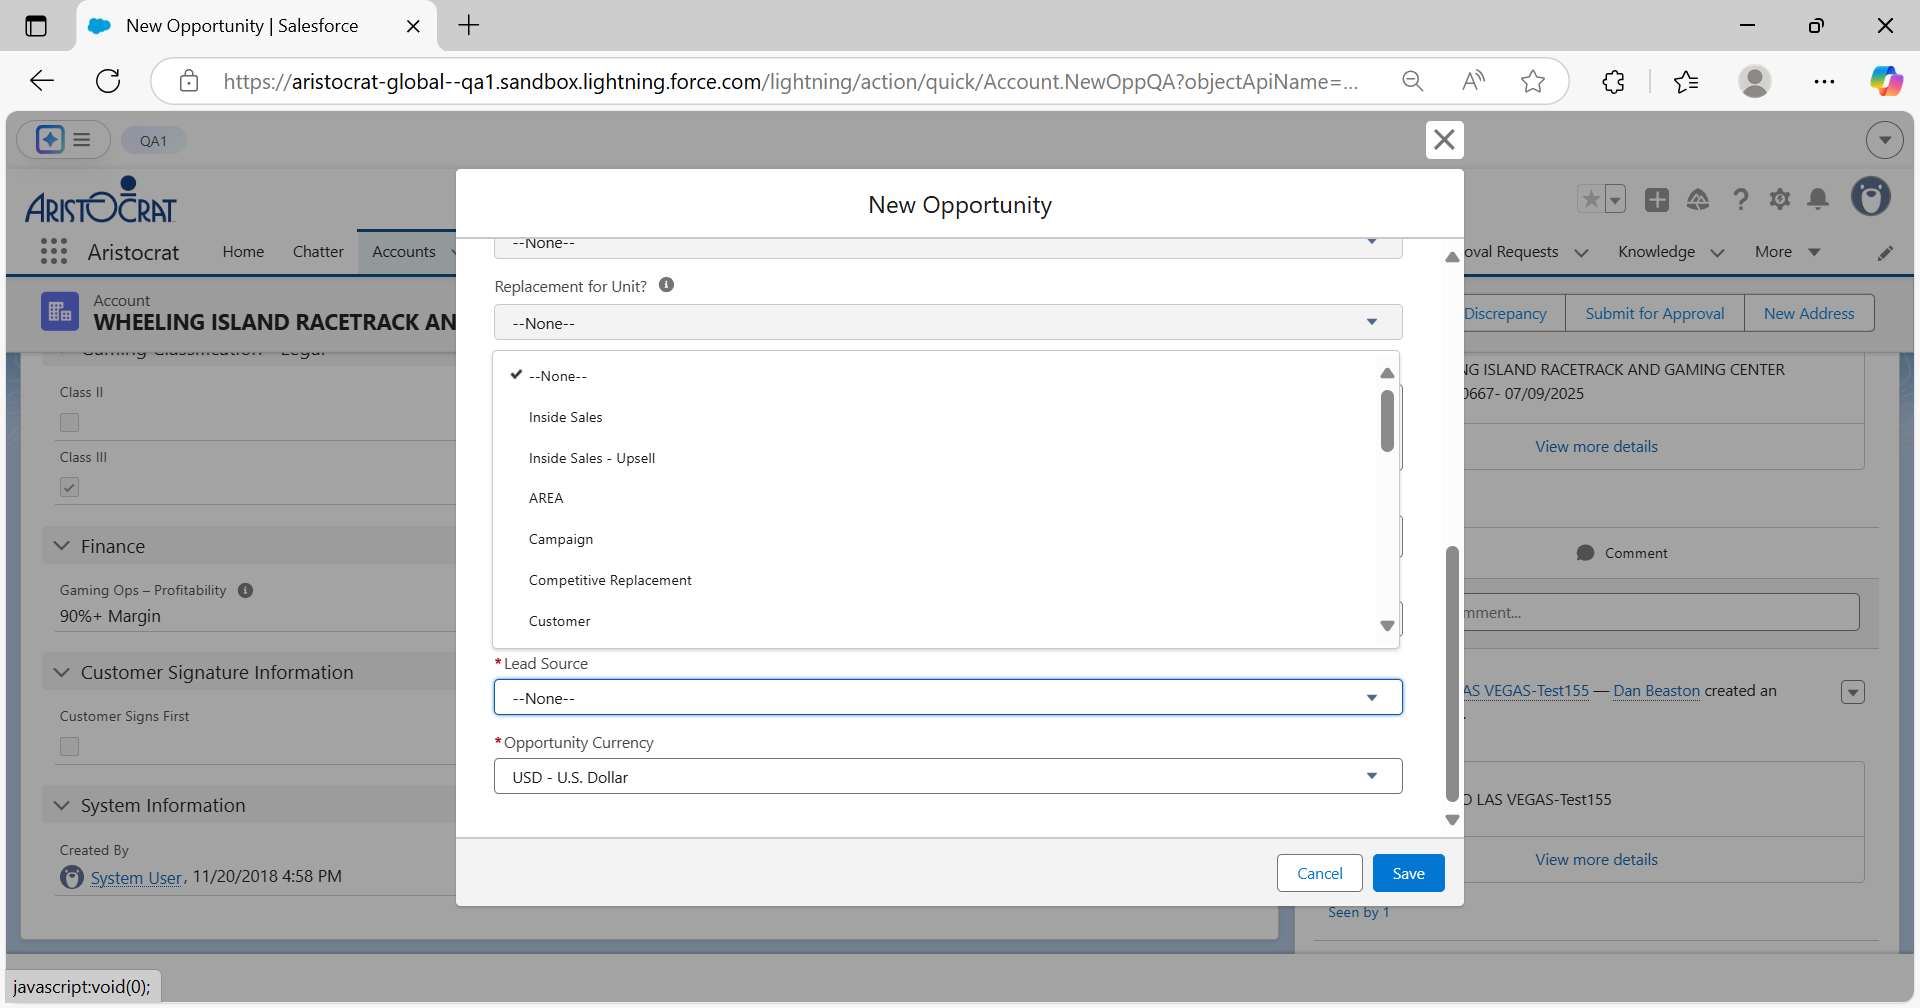 New Opportunity | Salesforce
https://aristocrat-global--qa1.sandbox.lightning.force.com/lightning/action/quick/Account.NewOppQA?objectApiName=...
QA1
ARISTOCRAT
Aristocrat
Home
Chatter
Accounts
oval Requests
Knowledge
More
Account
WHEELING ISLAND RACETRACK AN
Discrepancy
Submit for Approval
New Address
New Opportunity
--None--
Replacement for Unit?
--None--
--None--
Inside Sales
Inside Sales - Upsell
AREA
Campaign
Competitive Replacement
Customer
*Lead Source
--None--
*Opportunity Currency
USD - U.S. Dollar
Cancel
Save
Gaming Classification - Legal
Class II
Class III
Finance
Gaming Ops – Profitability
90%+ Margin
Customer Signature Information
Customer Signs First
System Information
Created By
System User, 11/20/2018 4:58 PM
NG ISLAND RACETRACK AND GAMING CENTER
0667- 07/09/2025
View more details
Comment
mment...
AS VEGAS-Test155 — Dan Beaston created an
.
O LAS VEGAS-Test155
View more details
Seen by 1
javascript:void(0);